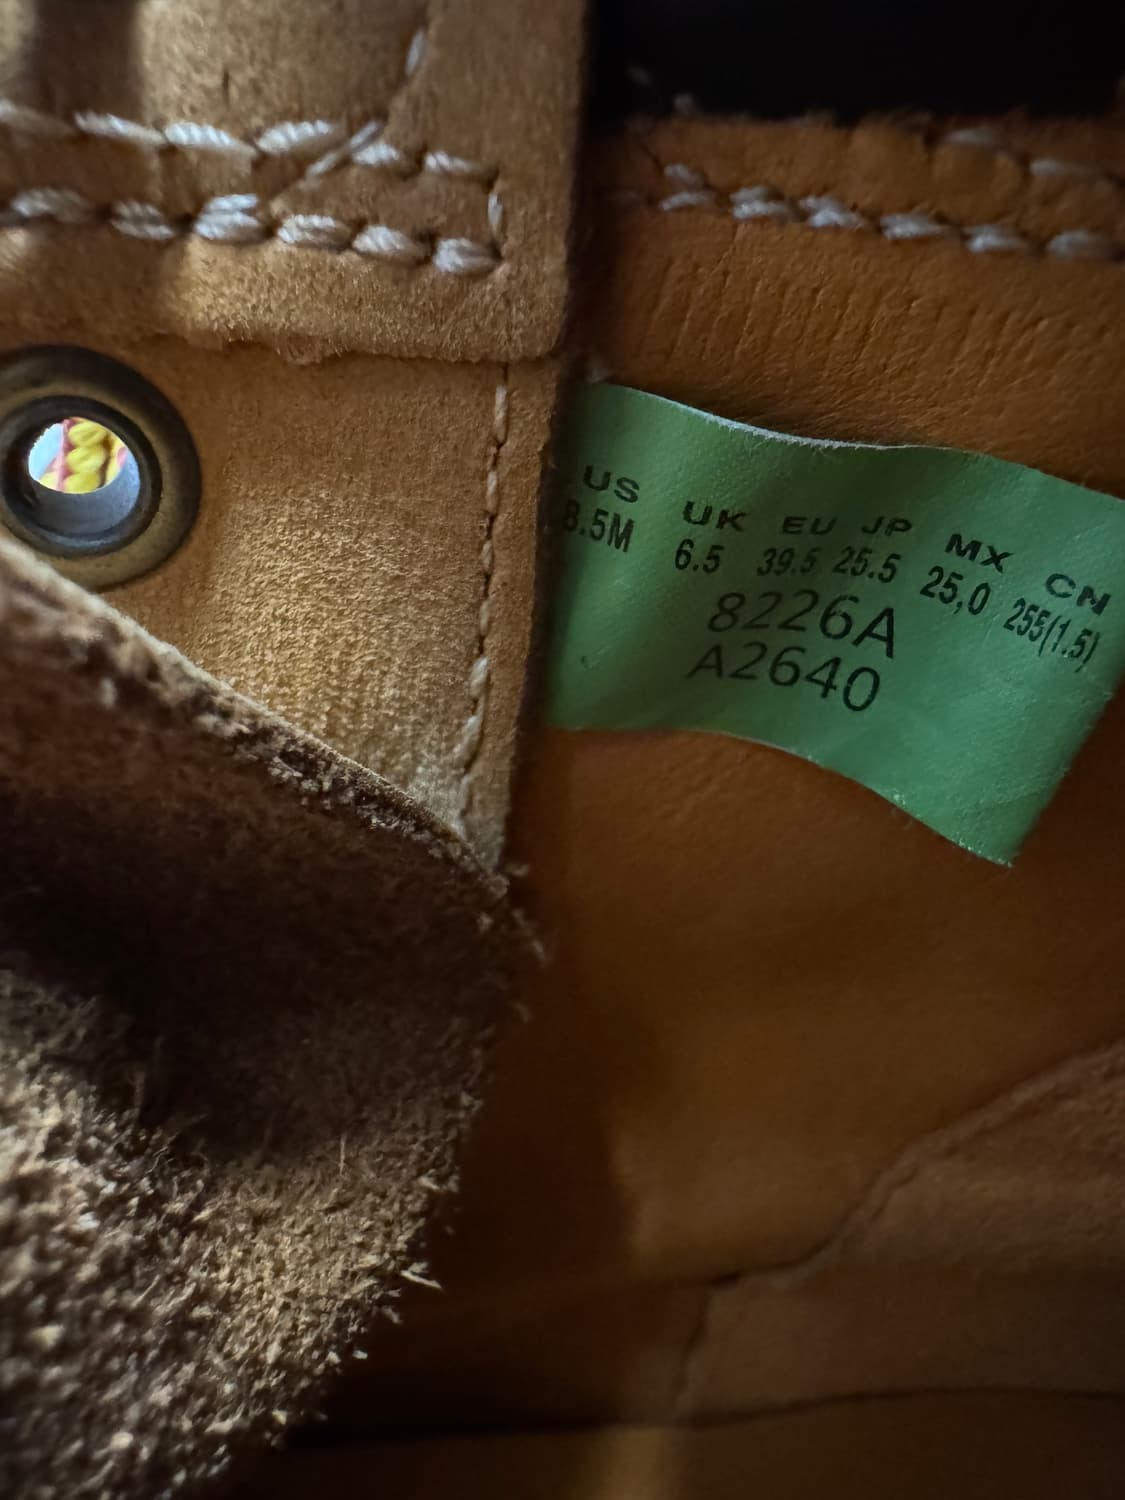 US UK EU JP MX CN
8.5M 6.5 39.5 25.5 25,0 255(1.5)
8226A
A2640